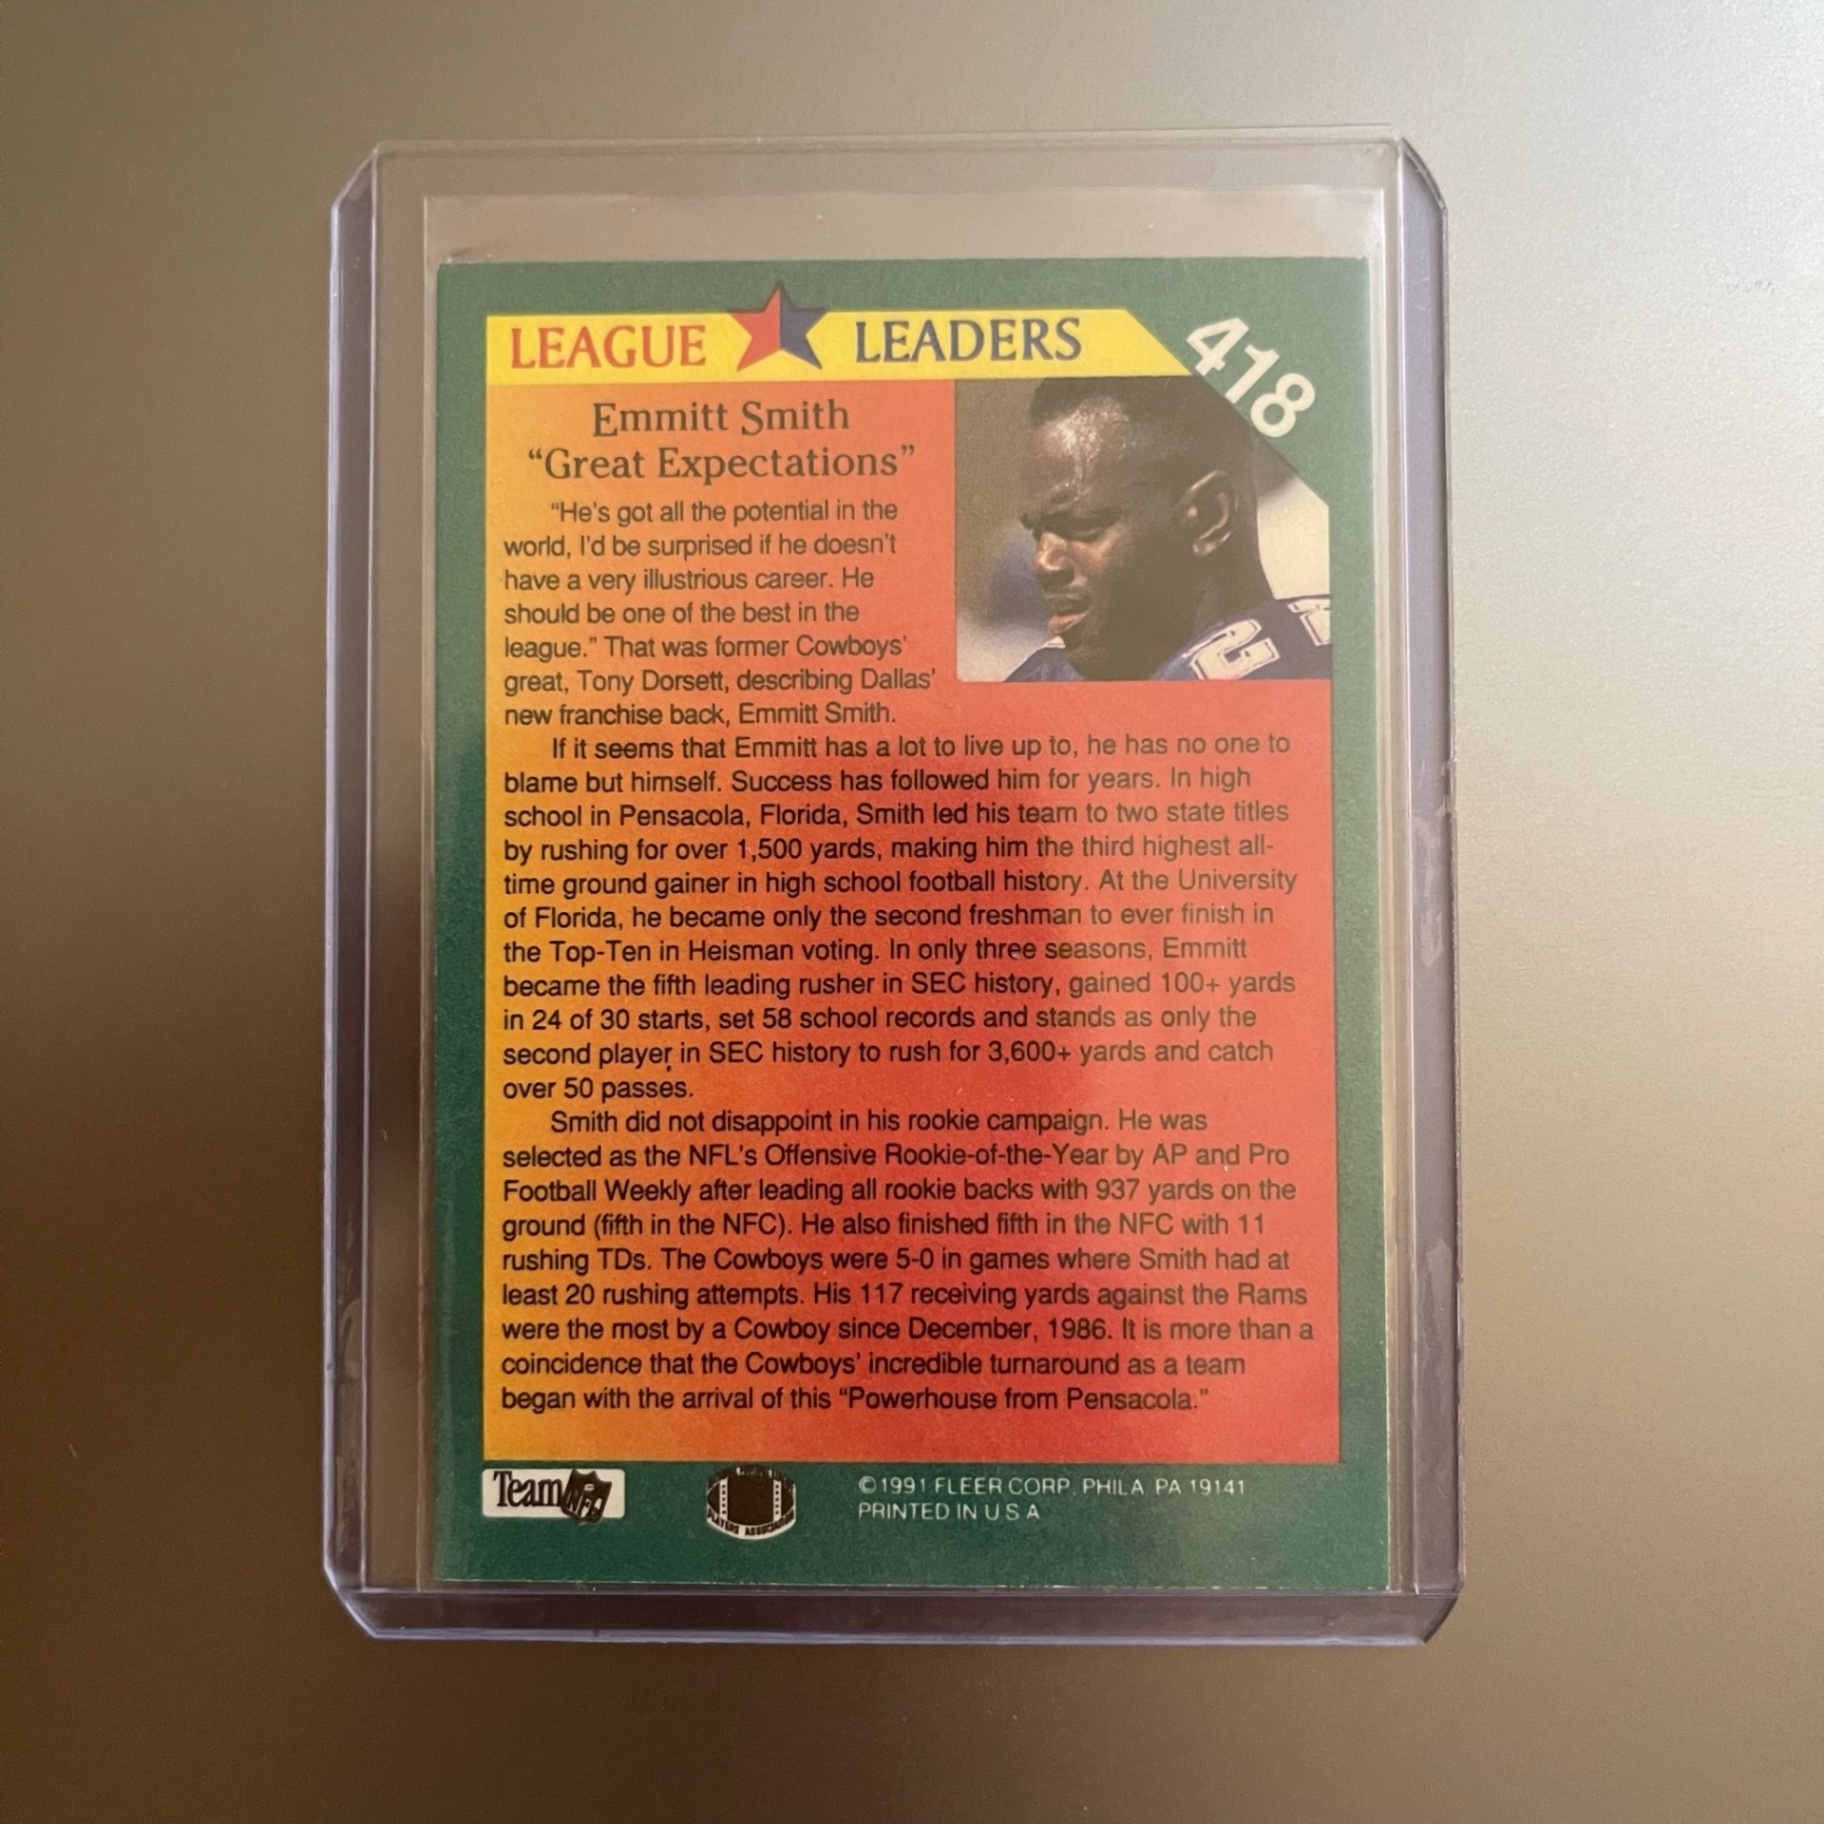 LEAGUE LEADERS
418
Emmitt Smith
“Great Expectations”
“He's got all the potential in the
world, I'd be surprised if he doesn't
have a very illustrious career. He
should be one of the best in the
league.” That was former Cowboys'
great, Tony Dorsett, describing Dallas'
new franchise back, Emmitt Smith.
If it seems that Emmitt has a lot to live up to, he has no one to
blame but himself. Success has followed him for years. In high
school in Pensacola, Florida, Smith led his team to two state titles
by rushing for over 1,500 yards, making him the third highest all-
time ground gainer in high school football history. At the University
of Florida, he became only the second freshman to ever finish in
the Top-Ten in Heisman voting. In only three seasons, Emmitt
became the fifth leading rusher in SEC history, gained 100+ yards
in 24 of 30 starts, set 58 school records and stands as only the
second player in SEC history to rush for 3,600+ yards and catch
over 50 passes.
Smith did not disappoint in his rookie campaign. He was
selected as the NFL's Offensive Rookie-of-the-Year by AP and Pro
Football Weekly after leading all rookie backs with 937 yards on the
ground (fifth in the NFC). He also finished fifth in the NFC with 11
rushing TDs. The Cowboys were 5-0 in games where Smith had at
least 20 rushing attempts. His 117 receiving yards against the Rams
were the most by a Cowboy since December, 1986. It is more than a
coincidence that the Cowboys' incredible turnaround as a team
began with the arrival of this “Powerhouse from Pensacola.”
Team NFL
PLAYERS ASSOCIATION
©1991 FLEER CORP. PHILA PA 19141
PRINTED IN U S A
2